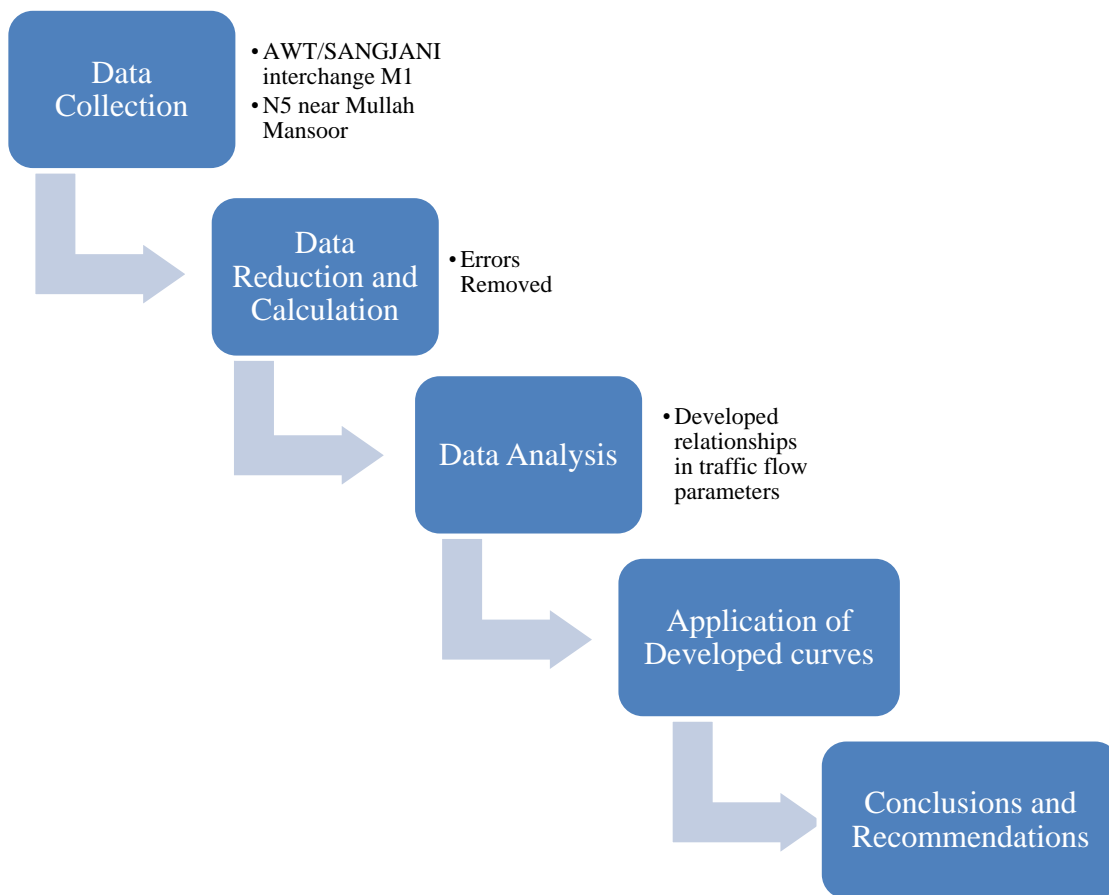 Data
Collection
• AWT/SANGJANI
interchange M1
• N5 near Mullah
Mansoor
Data
Reduction and
Calculation
• Errors
Removed
Data Analysis
• Developed
relationships
in traffic flow
parameters
Application of
Developed curves
Conclusions and
Recommendations